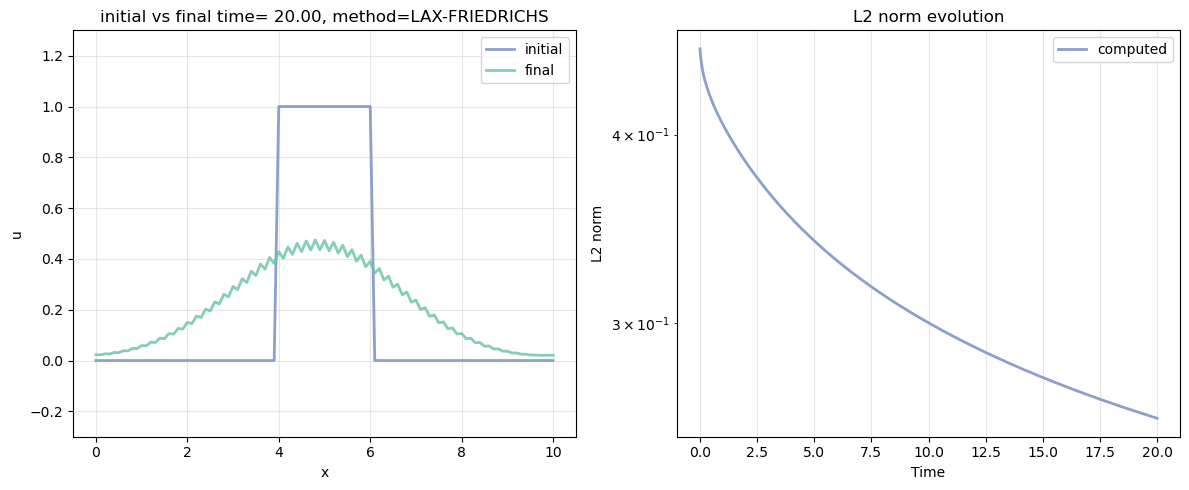 initial vs final time= 20.00, method=LAX-FRIEDRICHS
initial
final
1.2
1.0
0.8
0.6
0.4
0.2
0.0
−0.2
u
0 2 4 6 8 10
x
L2 norm evolution
computed
4 × 10⁻¹
3 × 10⁻¹
L2 norm
0.0 2.5 5.0 7.5 10.0 12.5 15.0 17.5 20.0
Time